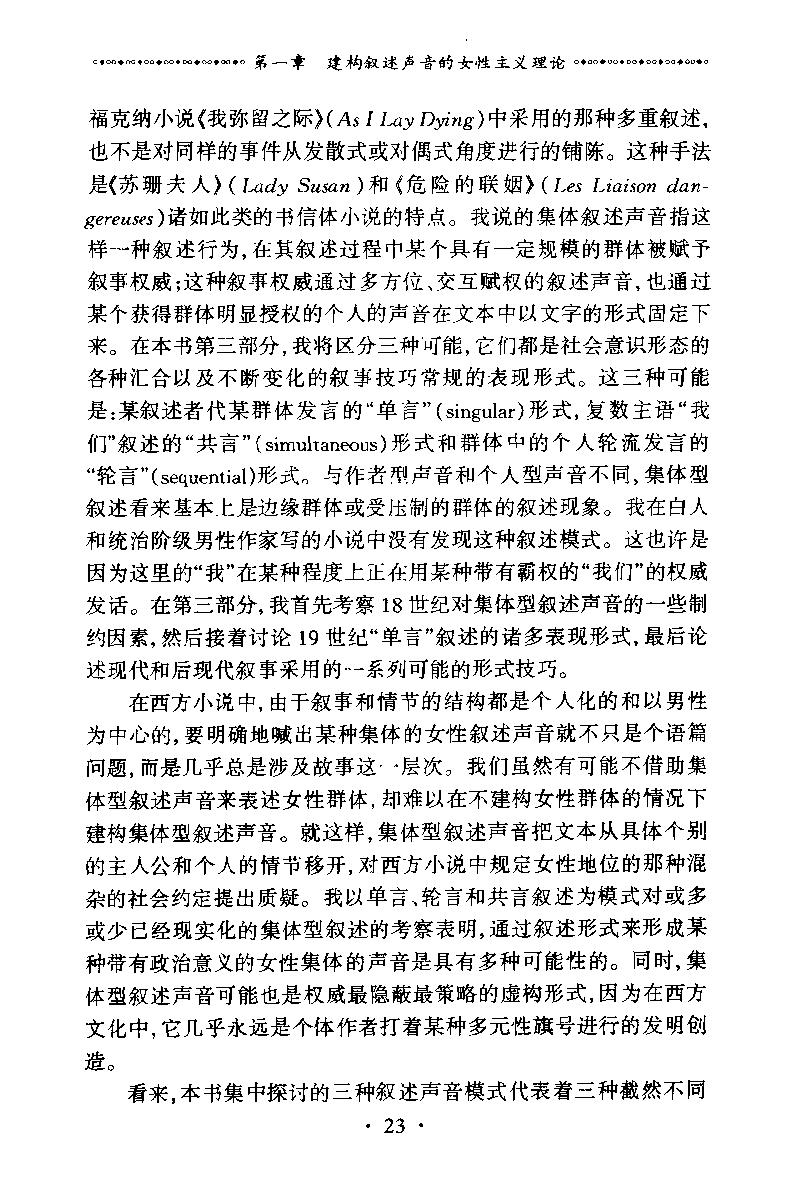 第一章 建构叙述声音的女性主义理论
福克纳小说《我弥留之际》(As I Lay Dying)中采用的那种多重叙述,
也不是对同样的事件从发散式或对偶式角度进行的铺陈。这种手法
是《苏珊夫人》(Lady Susan)和《危险的联姻》(Les Liaison dan-
gereuses)诸如此类的书信体小说的特点。我说的集体叙述声音指这
样一种叙述行为,在其叙述过程中某个具有一定规模的群体被赋予
叙事权威;这种叙事权威通过多方位、交互赋权的叙述声音,也通过
某个获得群体明显授权的个人的声音在文本中以文字的形式固定下
来。在本书第三部分,我将区分三种可能,它们都是社会意识形态的
各种汇合以及不断变化的叙事技巧常规的表现形式。这三种可能
是:某叙述者代某群体发言的“单言”(singular)形式,复数主语“我
们”叙述的“共言”(simultaneous)形式和群体中的个人轮流发言的
“轮言”(sequential)形式。与作者型声音和个人型声音不同,集体型
叙述看来基本上是边缘群体或受压制的群体的叙述现象。我在白人
和统治阶级男性作家写的小说中没有发现这种叙述模式。这也许是
因为这里的“我”在某种程度上正在用某种带有霸权的“我们”的权威
发话。在第三部分,我首先考察 18 世纪对集体型叙述声音的一些制
约因素,然后接着讨论 19 世纪“单言”叙述的诸多表现形式,最后论
述现代和后现代叙事采用的一系列可能的形式技巧。
在西方小说中,由于叙事和情节的结构都是个人化的和以男性
为中心的,要明确地喊出某种集体的女性叙述声音就不只是个语篇
问题,而是几乎总是涉及故事这一层次。我们虽然有可能不借助集
体型叙述声音来表述女性群体,却难以在不建构女性群体的情况下
建构集体型叙述声音。就这样,集体型叙述声音把文本从具体个别
的主人公和个人的情节移开,对西方小说中规定女性地位的那种混
杂的社会约定提出质疑。我以单言、轮言和共言叙述为模式对或多
或少已经现实化的集体型叙述的考察表明,通过叙述形式来形成某
种带有政治意义的女性集体的声音是具有多种可能性的。同时,集
体型叙述声音可能也是权威最隐蔽最策略的虚构形式,因为在西方
文化中,它几乎永远是个体作者打着某种多元性旗号进行的发明创
造。
看来,本书集中探讨的三种叙述声音模式代表着三种截然不同
· 23 ·